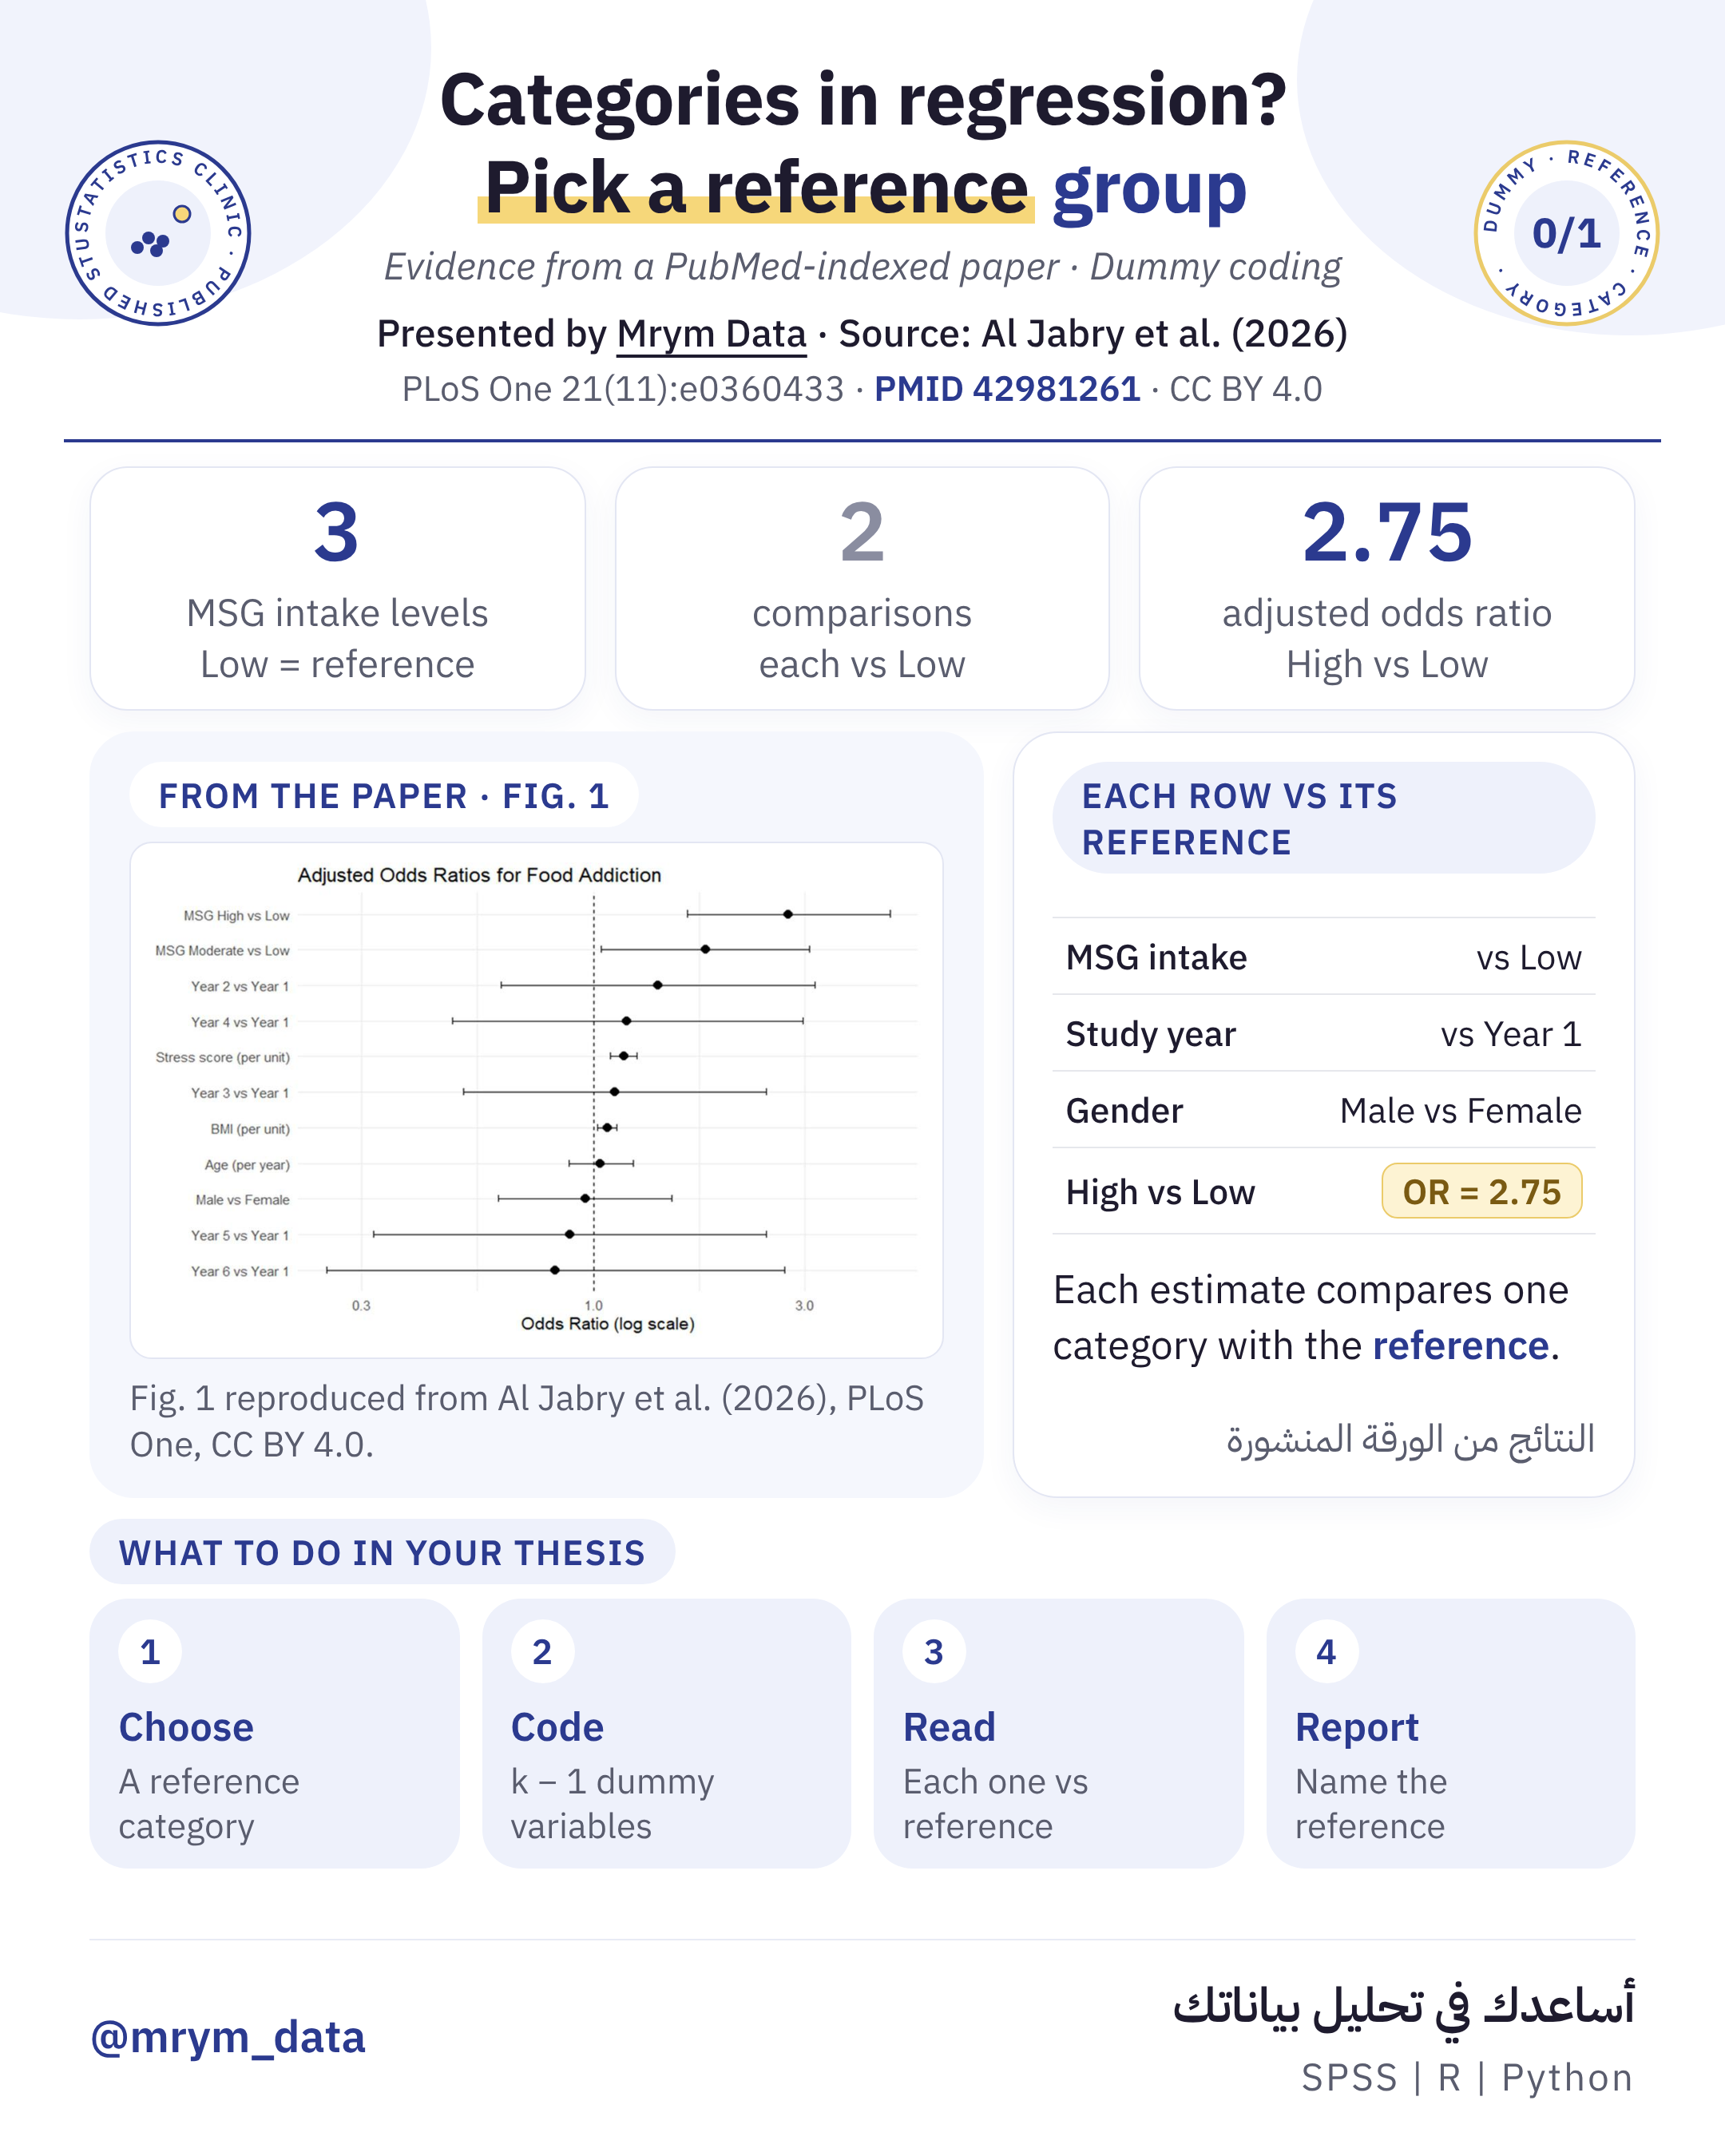 Categories in regression?
Pick a reference group
Evidence from a PubMed-indexed paper · Dummy coding
Presented by Mrym Data · Source: Al Jabry et al. (2026)
PLoS One 21(11):e0360433 · PMID 42981261 · CC BY 4.0
STATISTICS CLINIC · PUBLISHED STU
DUMMY · REFERENCE · CATEGORY ·
0/1
3
MSG intake levels
Low = reference
2
comparisons
each vs Low
2.75
adjusted odds ratio
High vs Low
FROM THE PAPER · FIG. 1
Adjusted Odds Ratios for Food Addiction
MSG High vs Low
MSG Moderate vs Low
Year 2 vs Year 1
Year 4 vs Year 1
Stress score (per unit)
Year 3 vs Year 1
BMI (per unit)
Age (per year)
Male vs Female
Year 5 vs Year 1
Year 6 vs Year 1
0.3 1.0 3.0
Odds Ratio (log scale)
Fig. 1 reproduced from Al Jabry et al. (2026), PLoS
One, CC BY 4.0.
EACH ROW VS ITS
REFERENCE
MSG intake vs Low
Study year vs Year 1
Gender Male vs Female
High vs Low OR = 2.75
Each estimate compares one
category with the reference.
النتائج من الورقة المنشورة
WHAT TO DO IN YOUR THESIS
1
Choose
A reference
category
2
Code
k − 1 dummy
variables
3
Read
Each one vs
reference
4
Report
Name the
reference
@mrym_data
أساعدك في تحليل بياناتك
SPSS | R | Python